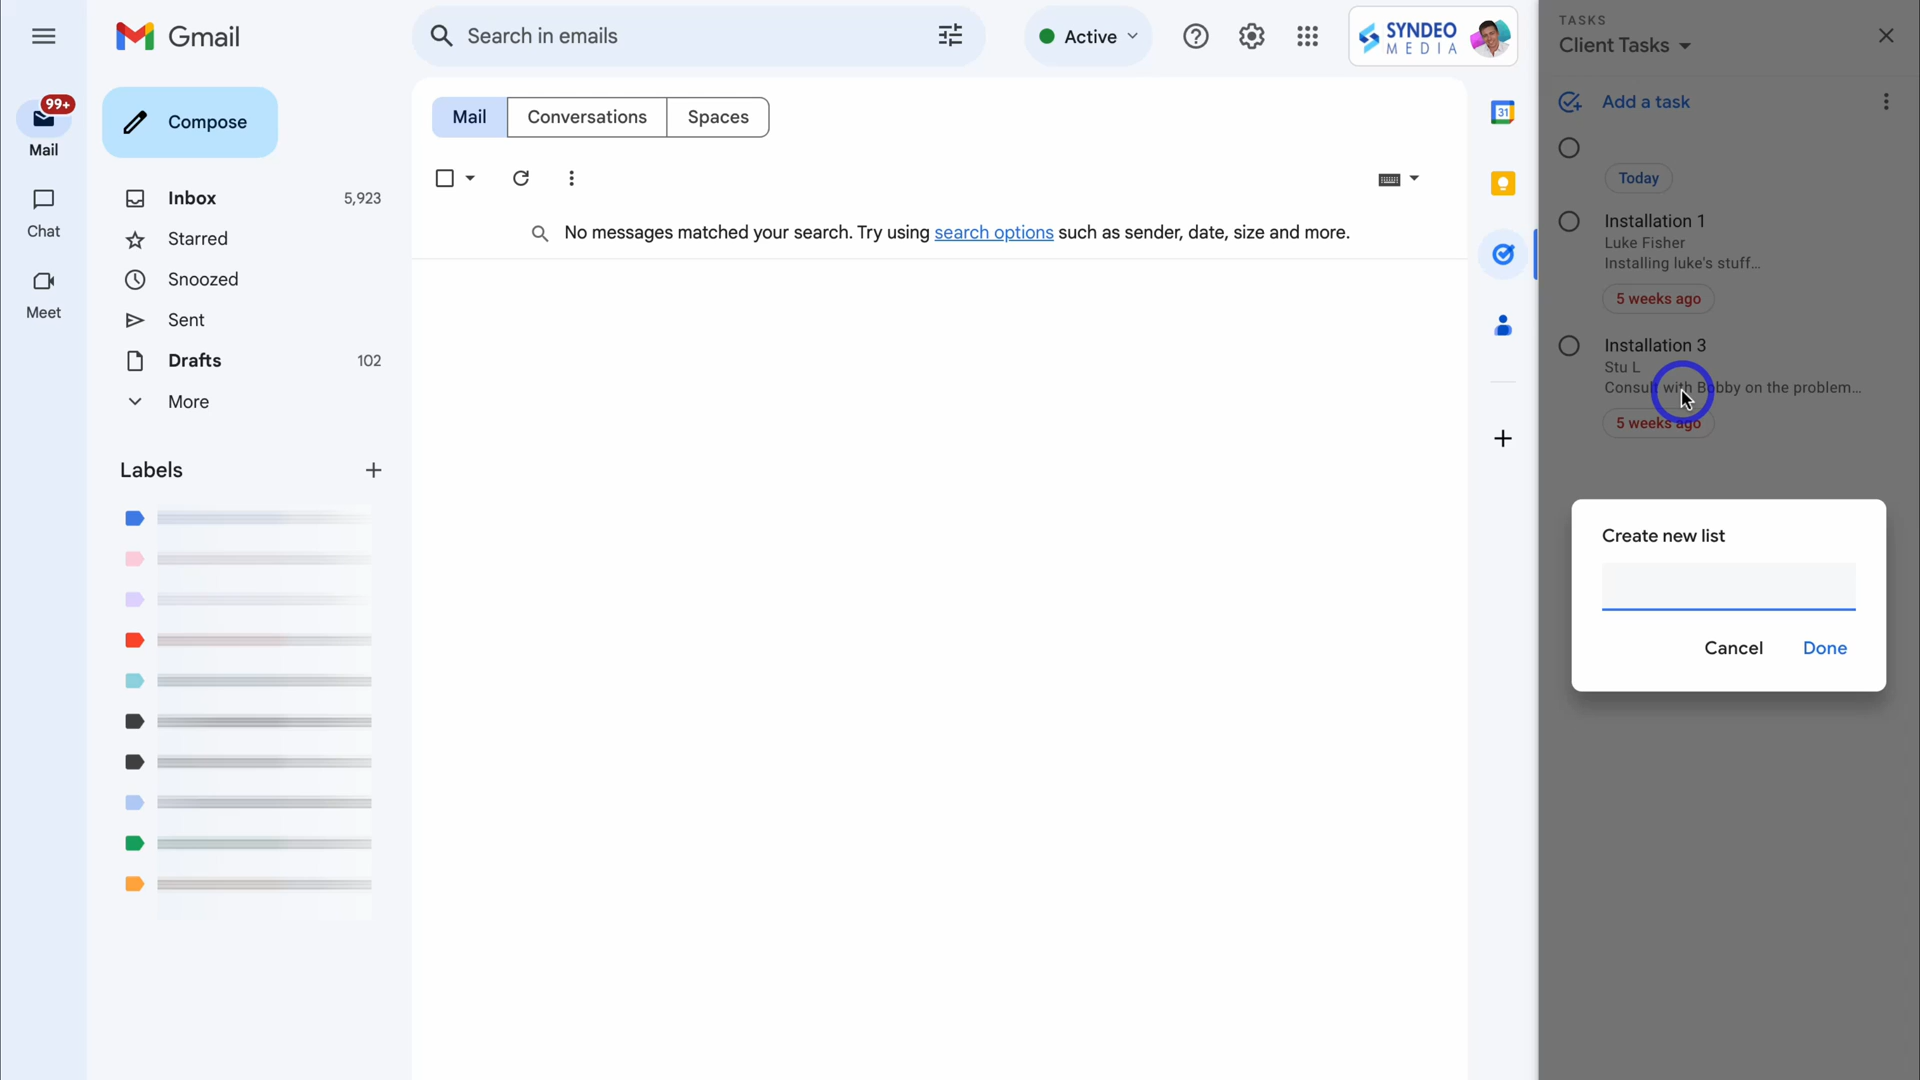 Gmail
Search in emails
Active
SYNDEO
MEDIA
TASKS
Client Tasks
99+
Mail
Chat
Meet
Compose
Inbox 5,923
Starred
Snoozed
Sent
Drafts 102
More
Labels
Mail Conversations Spaces
No messages matched your search. Try using search options such as sender, date, size and more.
31
Add a task
Today
Installation 1
Luke Fisher
Installing luke's stuff...
5 weeks ago
Installation 3
Stu L
Consult with Bobby on the problem...
5 weeks ago
Create new list
Cancel Done